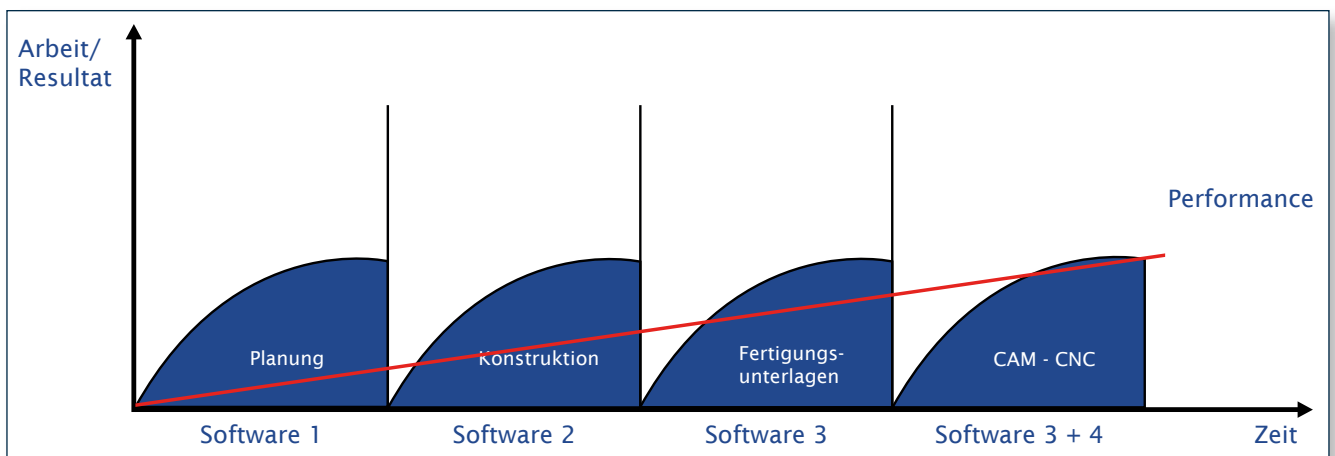 Arbeit/
Resultat
Performance
Planung
Konstruktion
Fertigungs-
unterlagen
CAM - CNC
Software 1
Software 2
Software 3
Software 3 + 4
Zeit